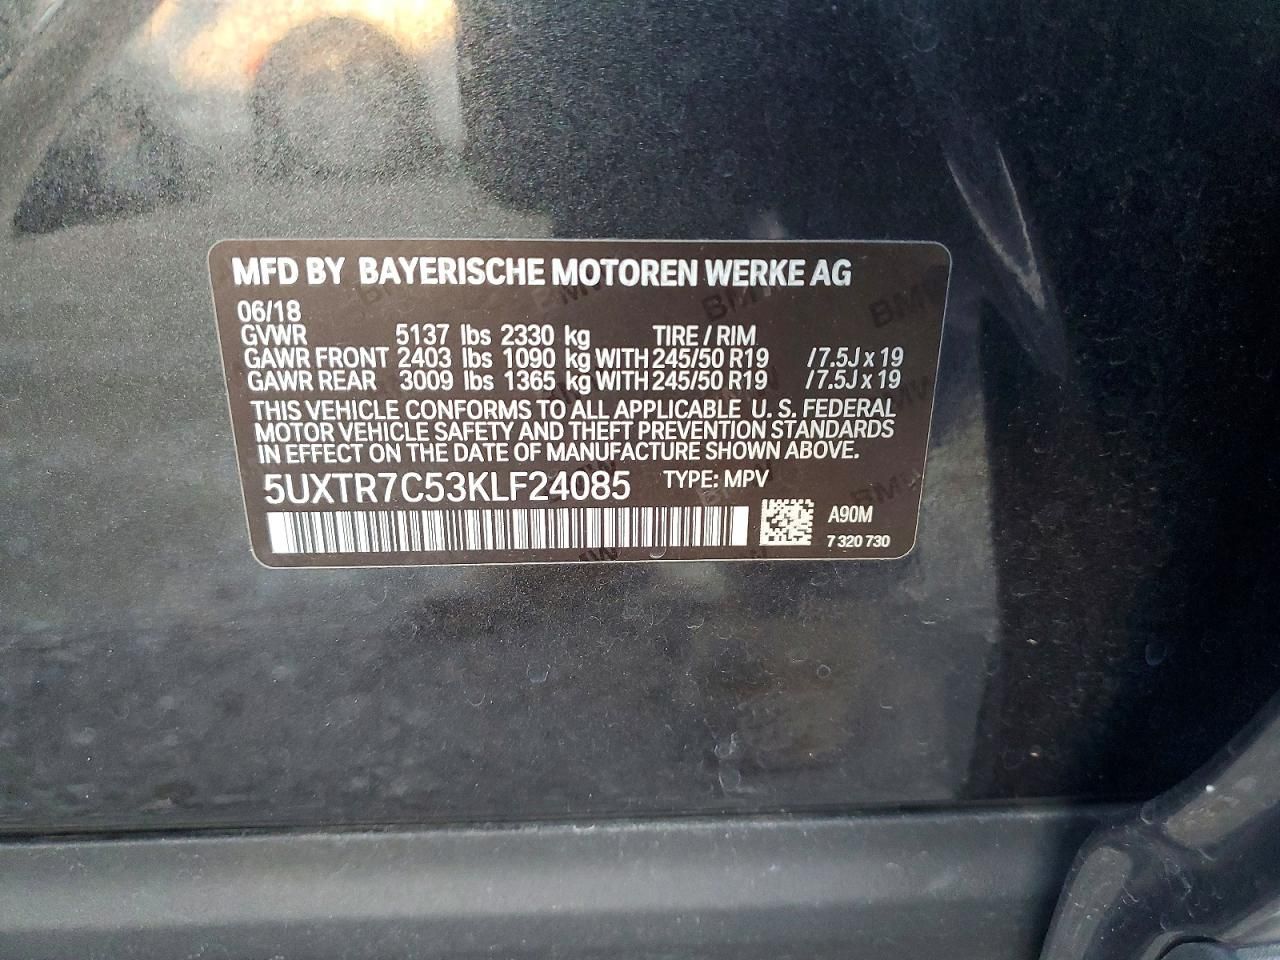 MFD BY BAYERISCHE MOTOREN WERKE AG
06/18
GVWR 5137 lbs 2330 kg TIRE / RIM
GAWR FRONT 2403 lbs 1090 kg WITH 245/50 R19 /7.5J x 19
GAWR REAR 3009 lbs 1365 kg WITH 245/50 R19 /7.5J x 19
THIS VEHICLE CONFORMS TO ALL APPLICABLE U. S. FEDERAL
MOTOR VEHICLE SAFETY AND THEFT PREVENTION STANDARDS
IN EFFECT ON THE DATE OF MANUFACTURE SHOWN ABOVE.
5UXTR7C53KLF24085 TYPE: MPV
A90M
7 320 730